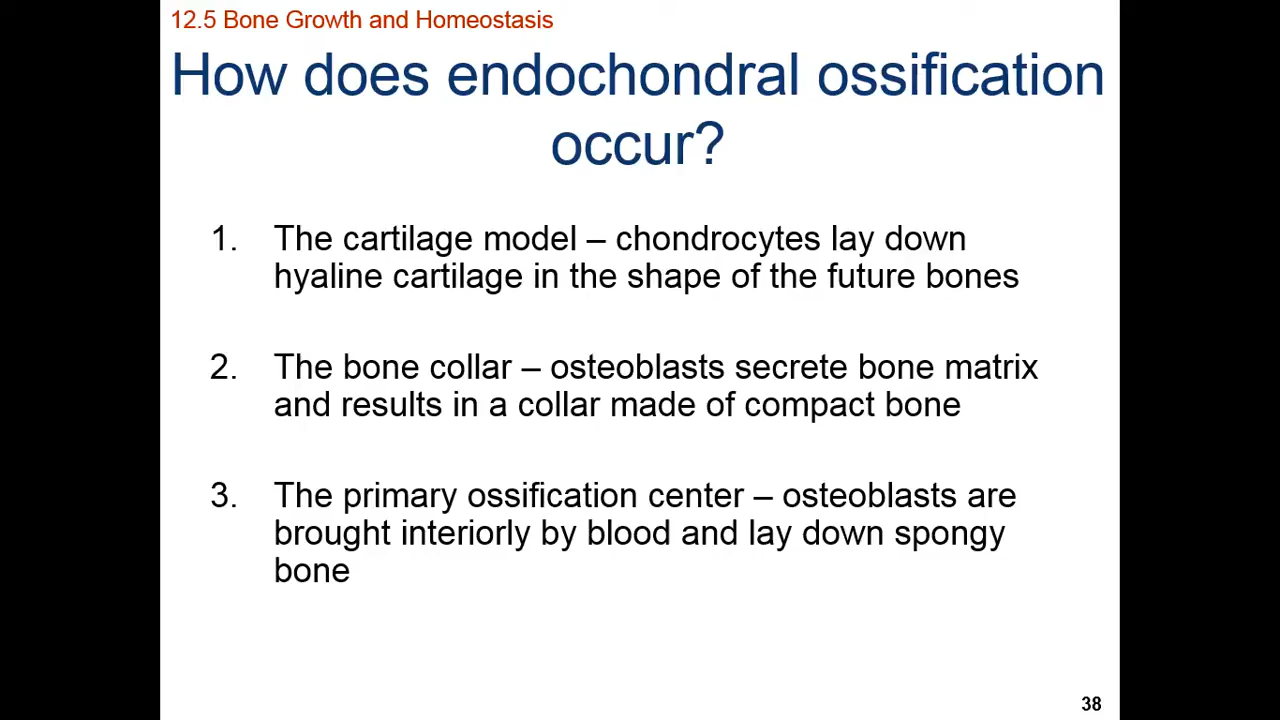 12.5 Bone Growth and Homeostasis
How does endochondral ossification
occur?
1. The cartilage model – chondrocytes lay down
hyaline cartilage in the shape of the future bones
2. The bone collar – osteoblasts secrete bone matrix
and results in a collar made of compact bone
3. The primary ossification center – osteoblasts are
brought interiorly by blood and lay down spongy
bone
38